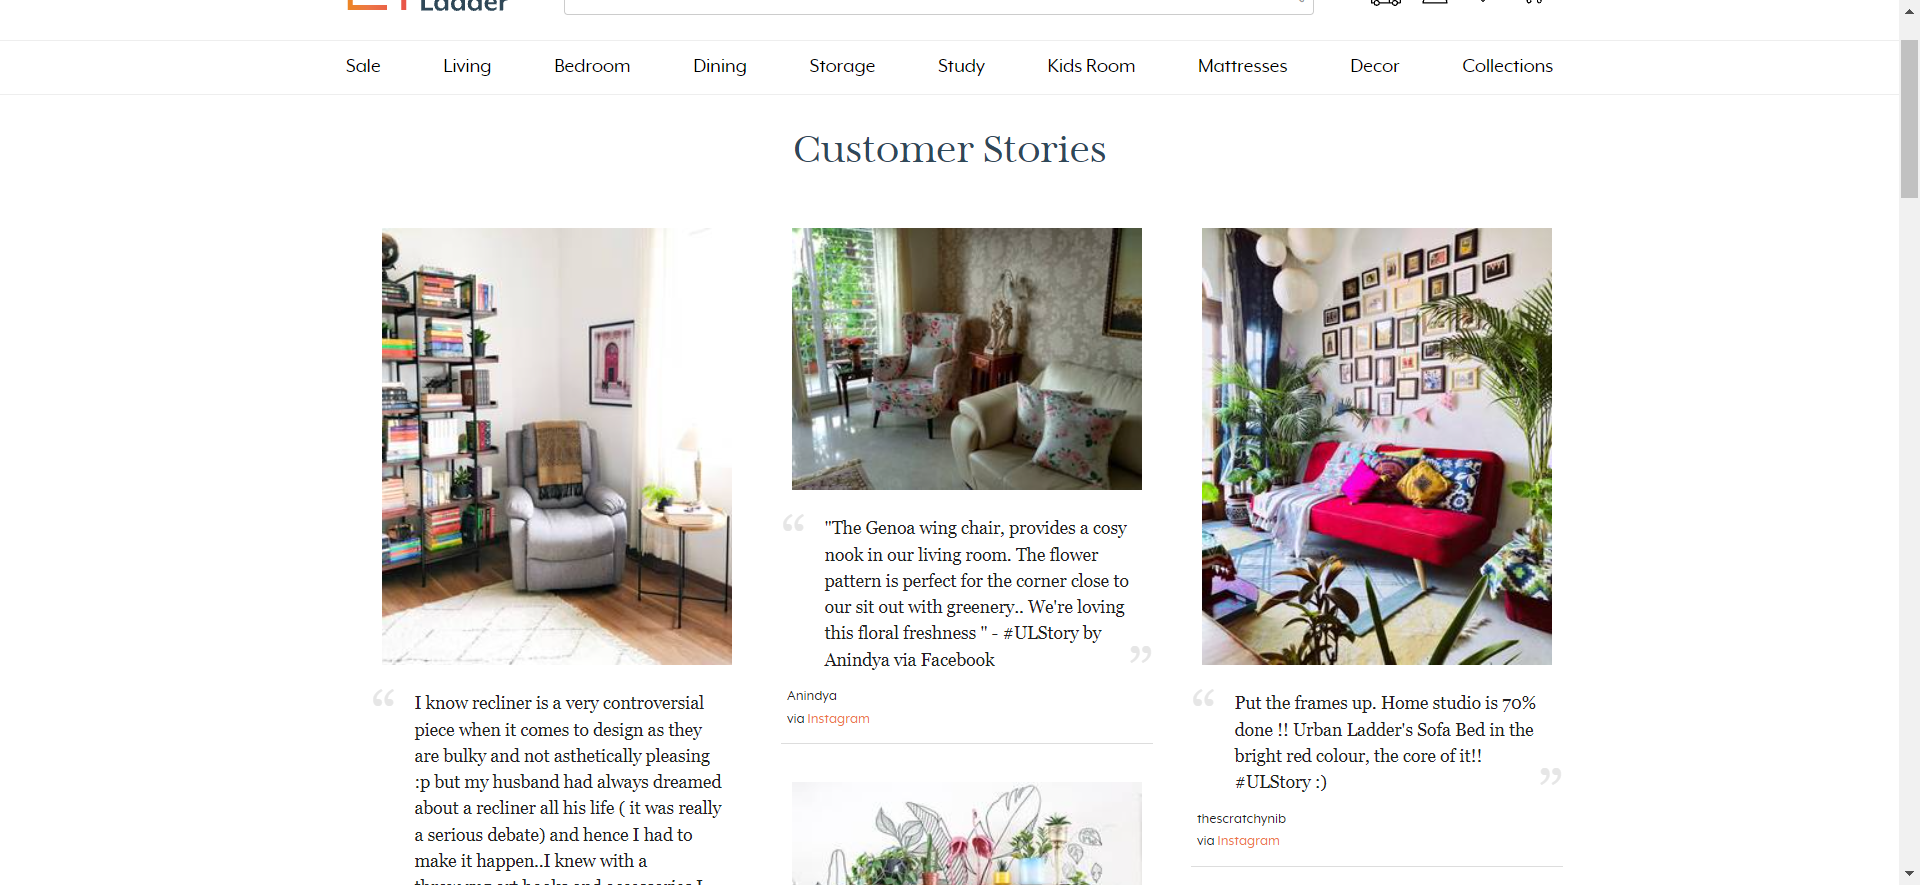 Ladder
Sale
Living
Bedroom
Dining
Storage
Study
Kids Room
Mattresses
Decor
Collections
Customer Stories
I know recliner is a very controversial
piece when it comes to design as they
are bulky and not asthetically pleasing
:p but my husband had always dreamed
about a recliner all his life ( it was really
a serious debate) and hence I had to
make it happen..I knew with a
"The Genoa wing chair, provides a cosy
nook in our living room. The flower
pattern is perfect for the corner close to
our sit out with greenery.. We're loving
this floral freshness " - #ULStory by
Anindya via Facebook
Anindya
via Instagram
Put the frames up. Home studio is 70%
done !! Urban Ladder's Sofa Bed in the
bright red colour, the core of it!!
#ULStory :)
thescratchynib
via Instagram